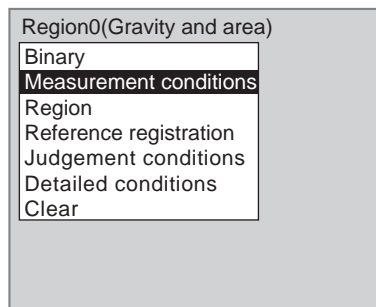 Region0(Gravity and area)
Binary
Measurement conditions
Region
Reference registration
Judgement conditions
Detailed conditions
Clear